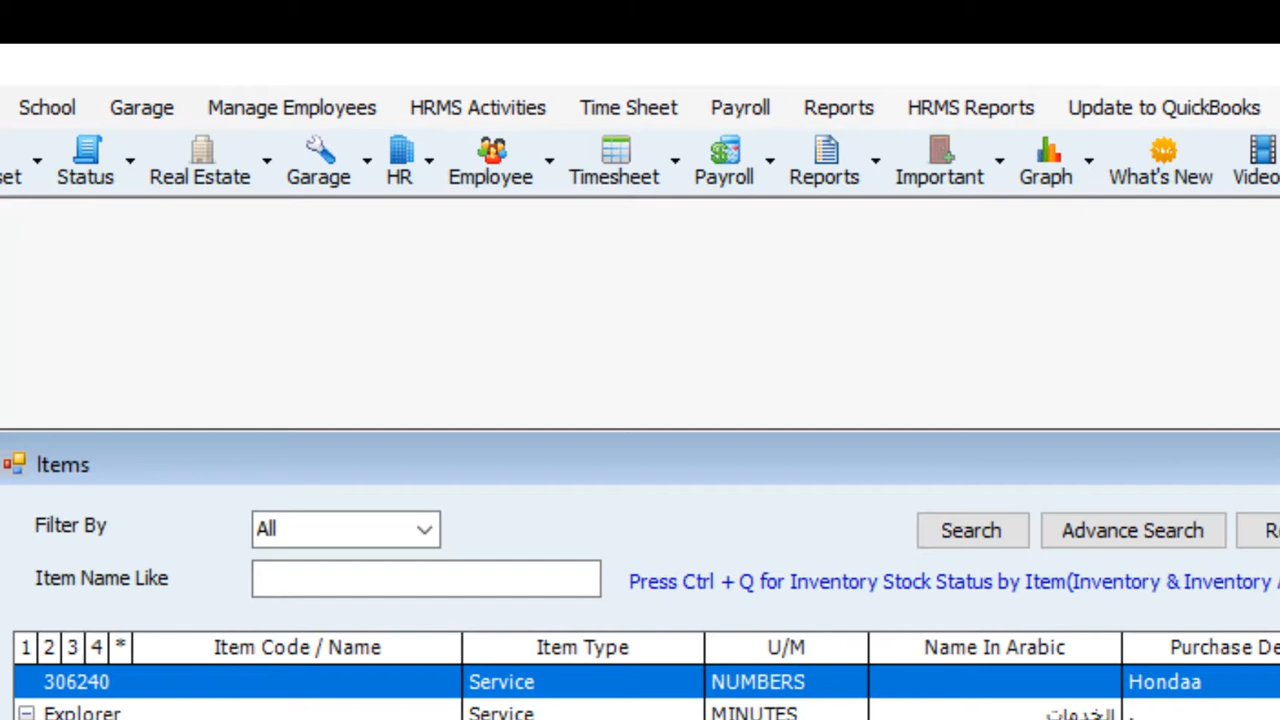 School Garage Manage Employees HRMS Activities Time Sheet Payroll Reports HRMS Reports Update to QuickBooks
set Status Real Estate Garage HR Employee Timesheet Payroll Reports Important Graph What's New Video
Items
Filter By All Search Advance Search
Item Name Like Press Ctrl + Q for Inventory Stock Status by Item(Inventory & Inventory
1 2 3 4 * Item Code / Name Item Type U/M Name In Arabic Purchase De
306240 Service NUMBERS Hondaa
Explorer Service MINUTES الخدمات .